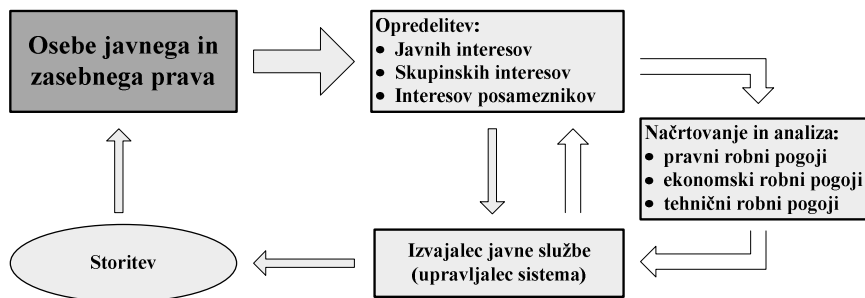 Osebe javnega in
zasebnega prava
Opredelitev:
• Javnih interesov
• Skupinskih interesov
• Interesov posameznikov
Načrtovanje in analiza:
• pravni robni pogoji
• ekonomski robni pogoji
• tehnični robni pogoji
Izvajalec javne službe
(upravljalec sistema)
Storitev